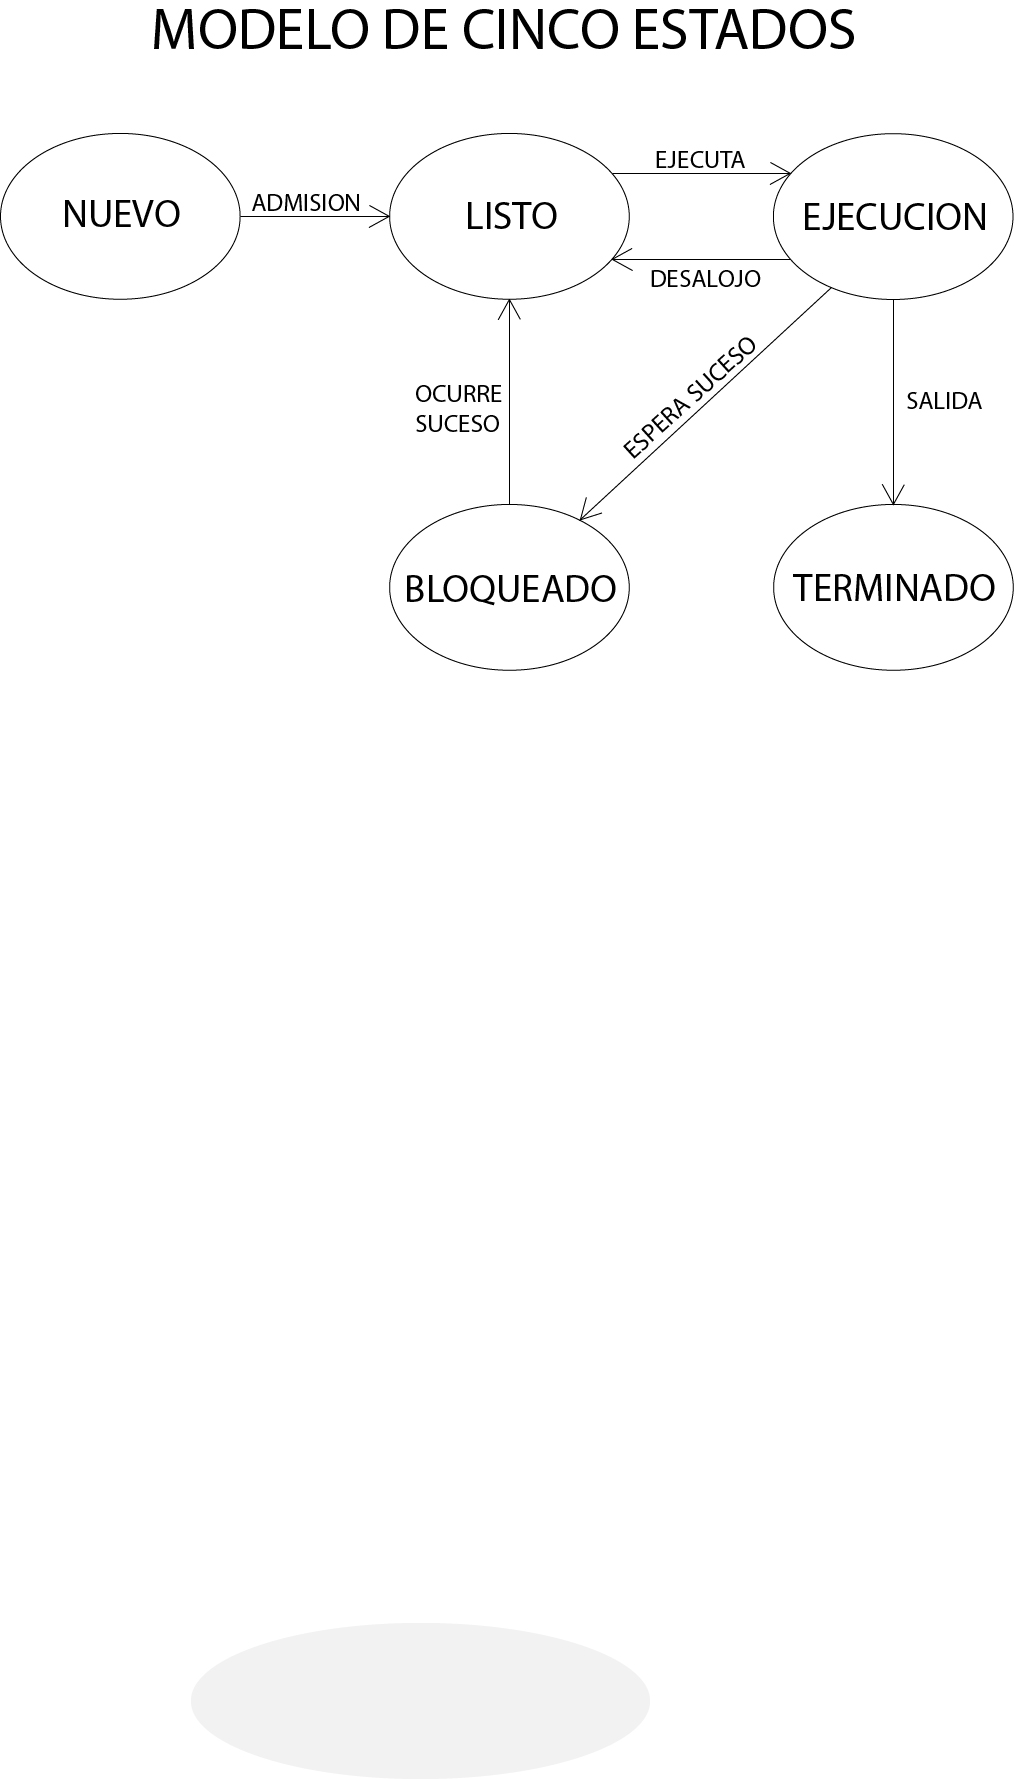 MODELO DE CINCO ESTADOS
NUEVO
ADMISION
LISTO
EJECUTA
EJECUCION
DESALOJO
OCURRE
SUCESO
ESPERA SUCESO
SALIDA
BLOQUEADO
TERMINADO